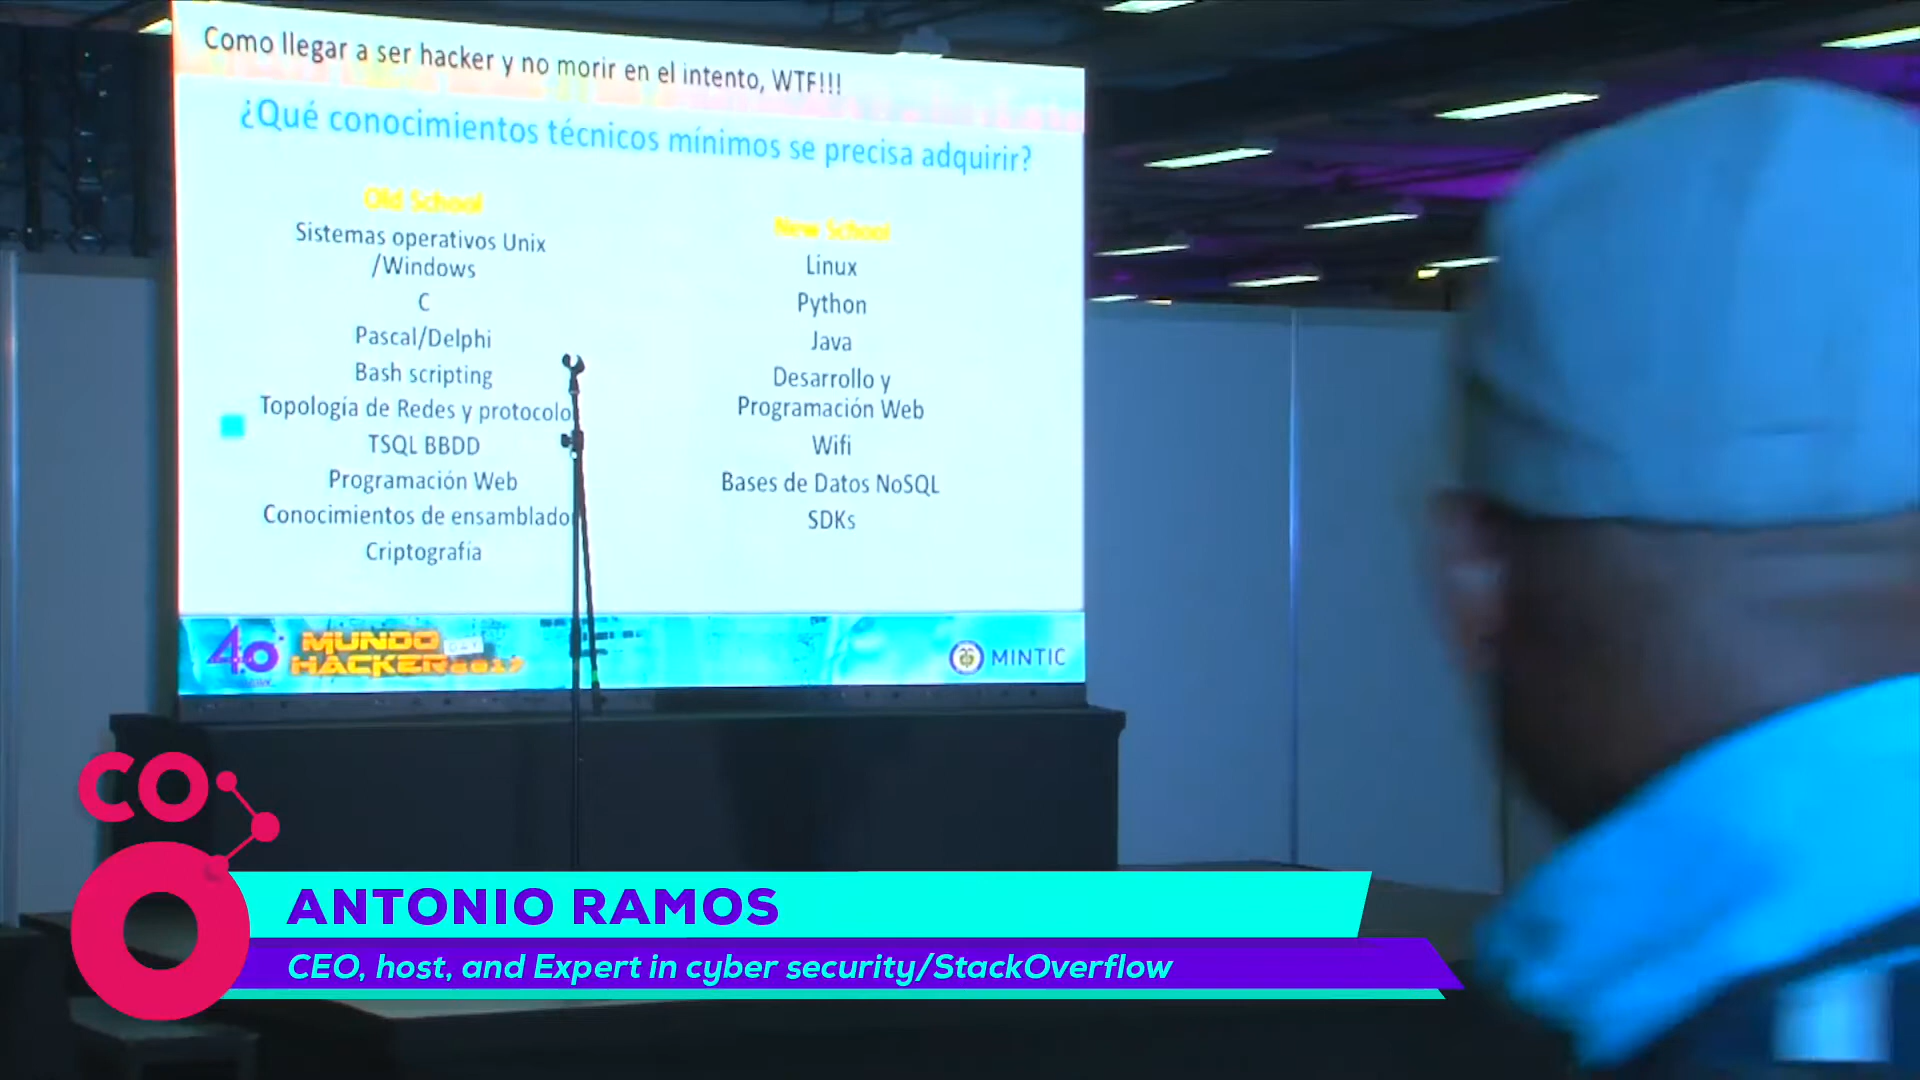 Como llegar a ser hacker y no morir en el intento, WTF!!!
¿Qué conocimientos técnicos mínimos se precisa adquirir?
Old School
Sistemas operativos Unix
/Windows
C
Pascal/Delphi
Bash scripting
Topología de Redes y protocolo
TSQL BBDD
Programación Web
Conocimientos de ensamblado
Criptografía
New School
Linux
Python
Java
Desarrollo y
Programación Web
Wifi
Bases de Datos NoSQL
SDKs
4.0
MUNDO
HACKER 2017
MINTIC
CO
ANTONIO RAMOS
CEO, host, and Expert in cyber security/StackOverflow